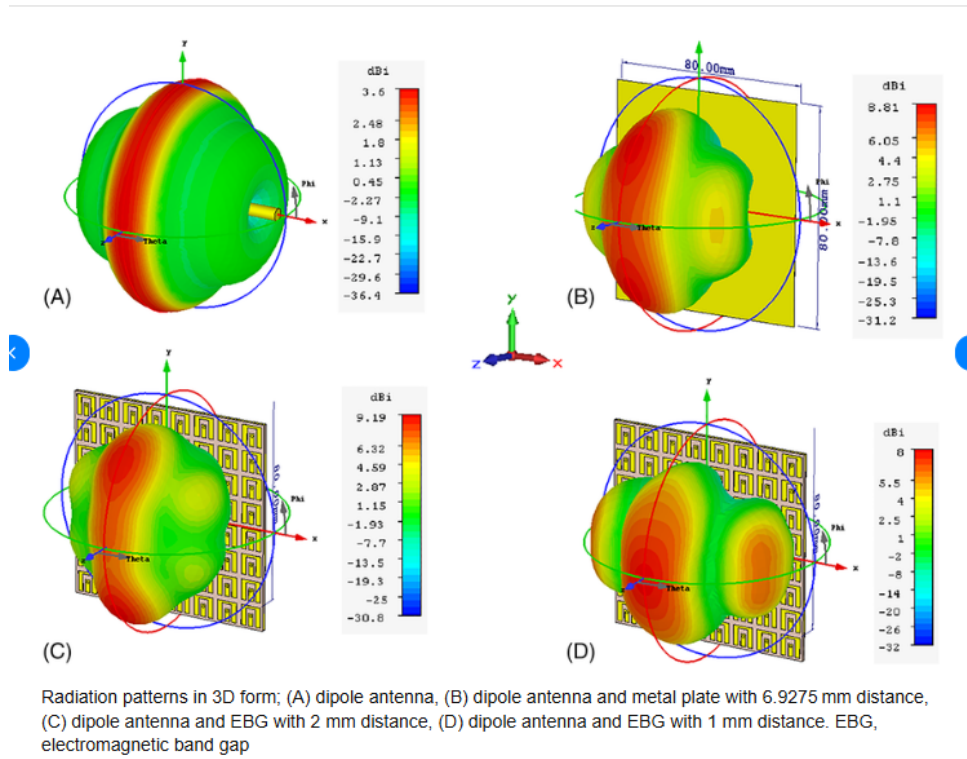 y
dBi
3.6
2.48
1.8
1.13
0.45
-2.27
-9.1
-15.9
-22.7
-29.6
-36.4
Phi
x
z
Theta
(A)
80.00mm
dBi
8.81
6.05
4.4
2.75
1.1
-1.95
-7.8
-13.6
-19.5
-25.3
-31.2
Phi
x
z
Theta
80.00mm
(B)
Y
Z
X
y
dBi
9.19
6.32
4.59
2.87
1.15
-1.93
-7.7
-13.5
-19.3
-25
-30.8
Phi
x
Theta
(C)
y
dBi
8
5.5
4
2.5
1
-2
-8
-14
-20
-26
-32
Phi
x
z
Theta
(D)
Radiation patterns in 3D form; (A) dipole antenna, (B) dipole antenna and metal plate with 6.9275 mm distance,
(C) dipole antenna and EBG with 2 mm distance, (D) dipole antenna and EBG with 1 mm distance. EBG,
electromagnetic band gap